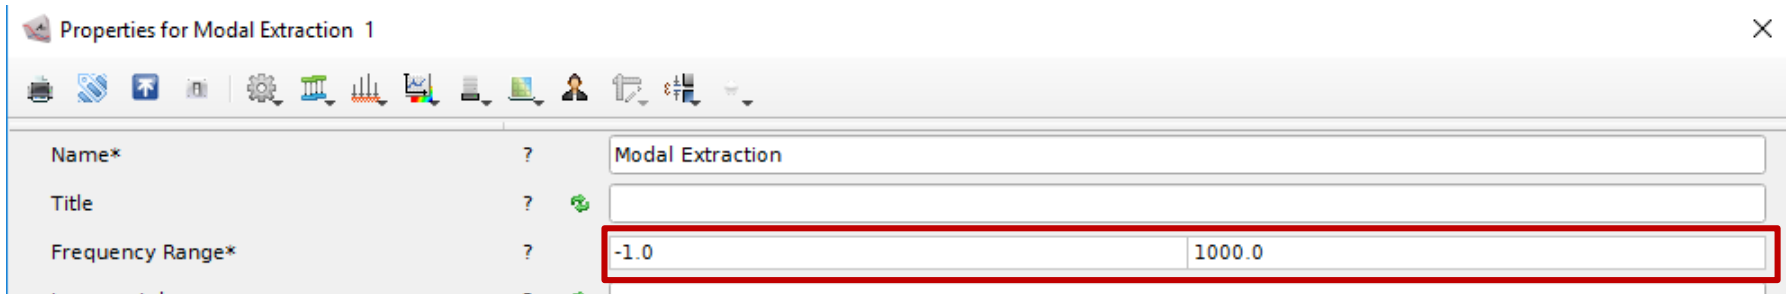 Properties for Modal Extraction 1
Name* ? Modal Extraction
Title ?
Frequency Range* ? -1.0 1000.0